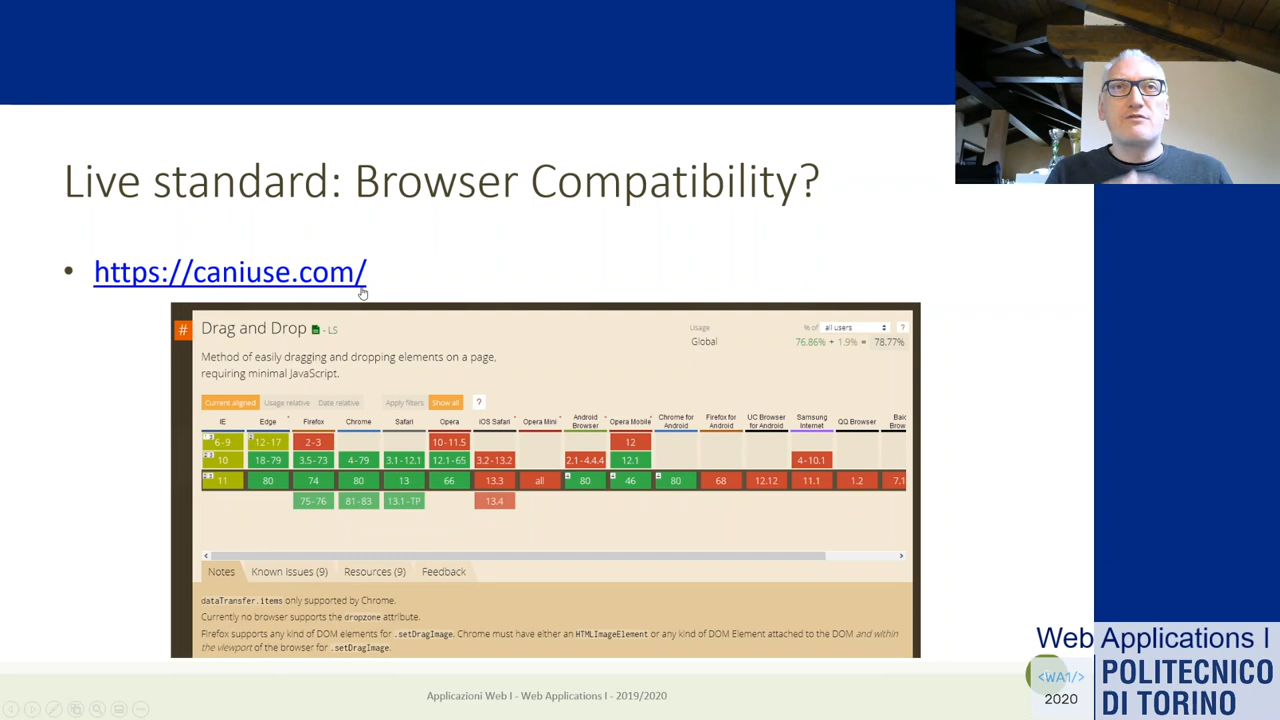 Live standard: Browser Compatibility?
• https://caniuse.com/
# Drag and Drop - LS
Usage % of all users ?
Global 76.86% + 1.9% = 78.77%
Method of easily dragging and dropping elements on a page,
requiring minimal JavaScript.
Current aligned Usage relative Date relative Apply filters Show all ?
IE Edge Firefox Chrome Safari Opera iOS Safari Opera Mini Android Browser Opera Mobile Chrome for Android Firefox for Android UC Browser for Android Samsung Internet QQ Browser
6-9 12-17 2-3 10-11.5 12
10 18-79 3.5-73 4-79 3.1-12.1 12.1-65 3.2-13.2 2.1-4.4.4 12.1 4-10.1
11 80 74 80 13 66 13.3 all 80 46 80 68 12.12 11.1 1.2 7.1
75-76 81-83 13.1-TP 13.4
Notes Known issues (9) Resources (9) Feedback
dataTransfer.items only supported by Chrome.
Currently no browser supports the dropzone attribute.
Firefox supports any kind of DOM elements for .setDragImage. Chrome must have either an HTMLImageElement or any kind of DOM Element attached to the DOM and within
the viewport of the browser for .setDragImage.
Applicazioni Web I - Web Applications I - 2019/2020
Web Applications I
<WA1/>
2020
POLITECNICO
DI TORINO